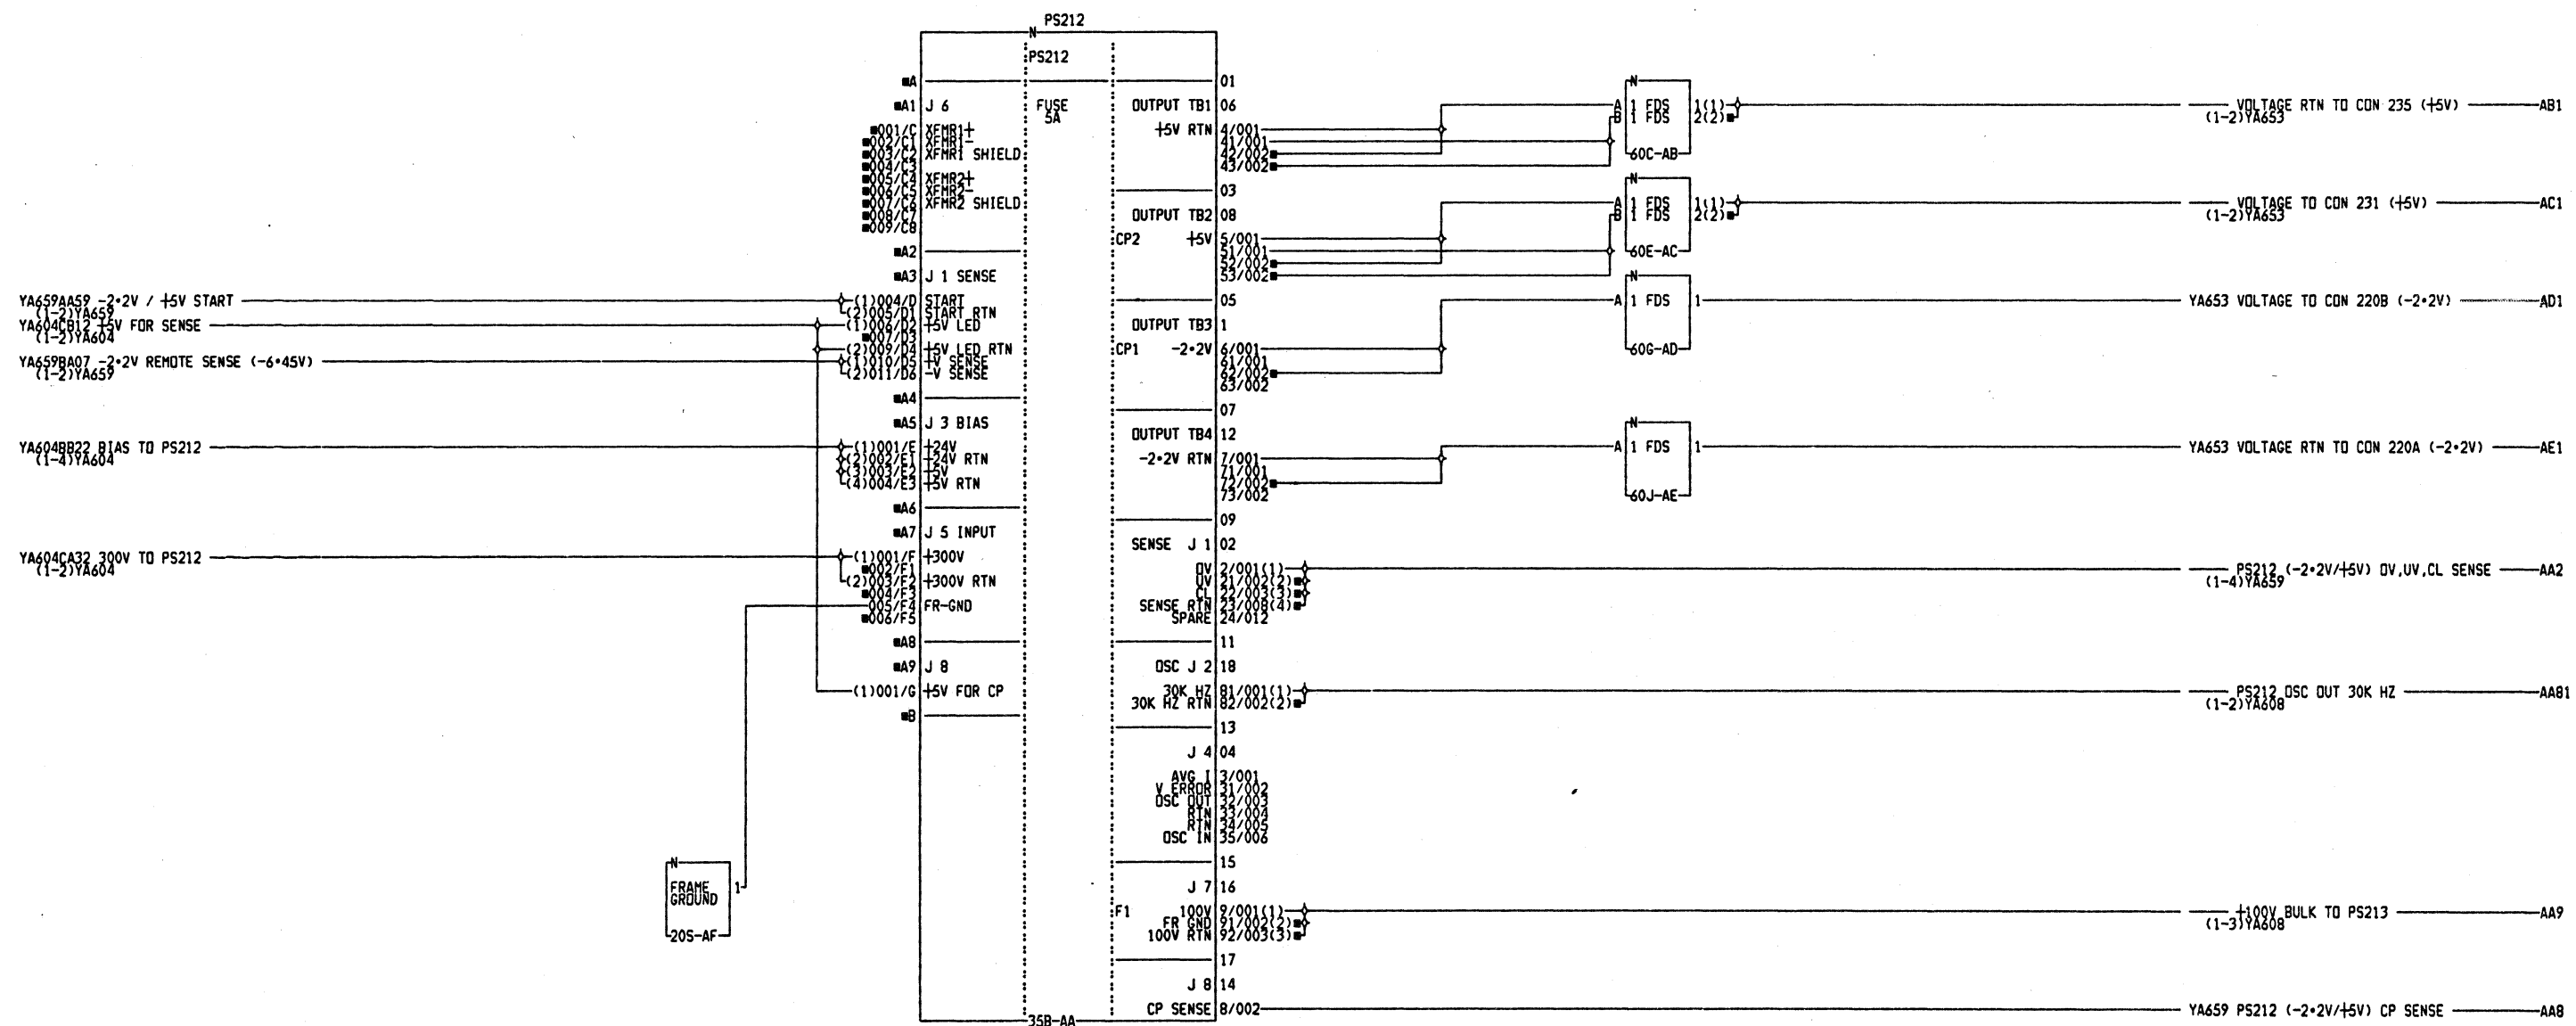 PS212
N
PS212
■A
01
■A1 J 6
FUSE
5A
OUTPUT TB1 06
■001/C XFMR1+
■002/C1 XFMR1-
■003/C2 XFMR1 SHIELD
■004/C3
■005/C4 XFMR2+
■006/C5 XFMR2-
■007/C6 XFMR2 SHIELD
■008/C7
■009/C8
+5V RTN 4/001
41/001
42/002■
43/002■
03
OUTPUT TB2 08
CP2 +5V 5/001
51/001
52/002■
53/002■
■A2
■A3 J 1 SENSE
YA659AA59 -2•2V / +5V START
(1-2)YA659
YA604CB12 +5V FOR SENSE
(1-2)YA604
YA659BA07 -2•2V REMOTE SENSE (-6•45V)
(1-2)YA659
(1)004/D START
(2)005/D1 START RTN
(1)006/D2 +5V LED
■007/D3
(2)009/D4 +5V LED RTN
(1)010/D5 +V SENSE
(2)011/D6 -V SENSE
05
OUTPUT TB3 1
CP1 -2•2V 6/001
61/001
62/002■
63/002
■A4
■A5 J 3 BIAS
YA604BB22 BIAS TO PS212
(1-4)YA604
(1)001/E +24V
(2)002/E1 +24V RTN
(3)003/E2 +5V
(4)004/E3 +5V RTN
07
OUTPUT TB4 12
-2•2V RTN 7/001
71/001
72/002■
73/002
■A6
■A7 J 5 INPUT
YA604CA32 300V TO PS212
(1-2)YA604
(1)001/F +300V
■002/F1
(2)003/F2 +300V RTN
■004/F3
005/F4 FR-GND
■006/F5
09
SENSE J 1 02
OV 2/001(1)
UV 21/002(2)■
CL 22/003(3)■
SENSE RTN 23/008(4)■
SPARE 24/012
■A8
11
■A9 J 8
OSC J 2 18
(1)001/G +5V FOR CP
30K HZ 81/001(1)
30K HZ RTN 82/002(2)■
■B
13
J 4 04
AVG I 3/001
V ERROR 31/002
OSC OUT 32/003
RTN 33/004
RTN 34/005
OSC IN 35/006
15
J 7 16
F1 100V 9/001(1)
FR GND 91/002(2)■
100V RTN 92/003(3)■
17
J 8 14
CP SENSE 8/002
35B-AA
N
FRAME 1
GROUND
20S-AF
N
A 1 FDS 1(1)
B 1 FDS 2(2)■
60C-AB
N
A 1 FDS 1(1)
B 1 FDS 2(2)■
60E-AC
N
A 1 FDS 1
60G-AD
N
A 1 FDS 1
60J-AE
VOLTAGE RTN TO CON 235 (+5V) AB1
(1-2)YA653
VOLTAGE TO CON 231 (+5V) AC1
(1-2)YA653
YA653 VOLTAGE TO CON 220B (-2•2V) AD1
YA653 VOLTAGE RTN TO CON 220A (-2•2V) AE1
PS212 (-2•2V/+5V) OV,UV,CL SENSE AA2
(1-4)YA659
PS212 OSC OUT 30K HZ AA81
(1-2)YA608
+100V BULK TO PS213 AA9
(1-3)YA608
YA659 PS212 (-2•2V/+5V) CP SENSE AA8